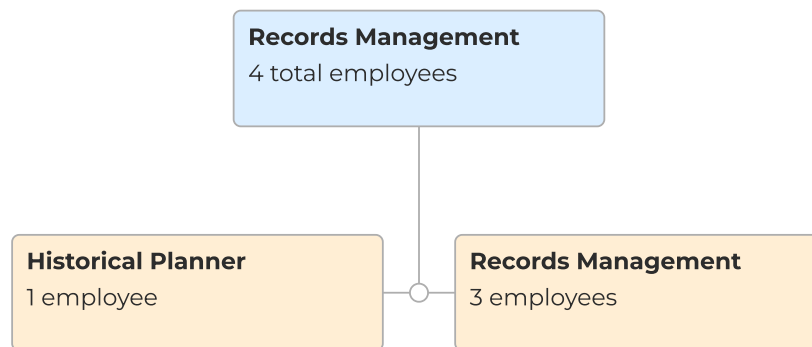 Records Management
4 total employees
Historical Planner
1 employee
Records Management
3 employees